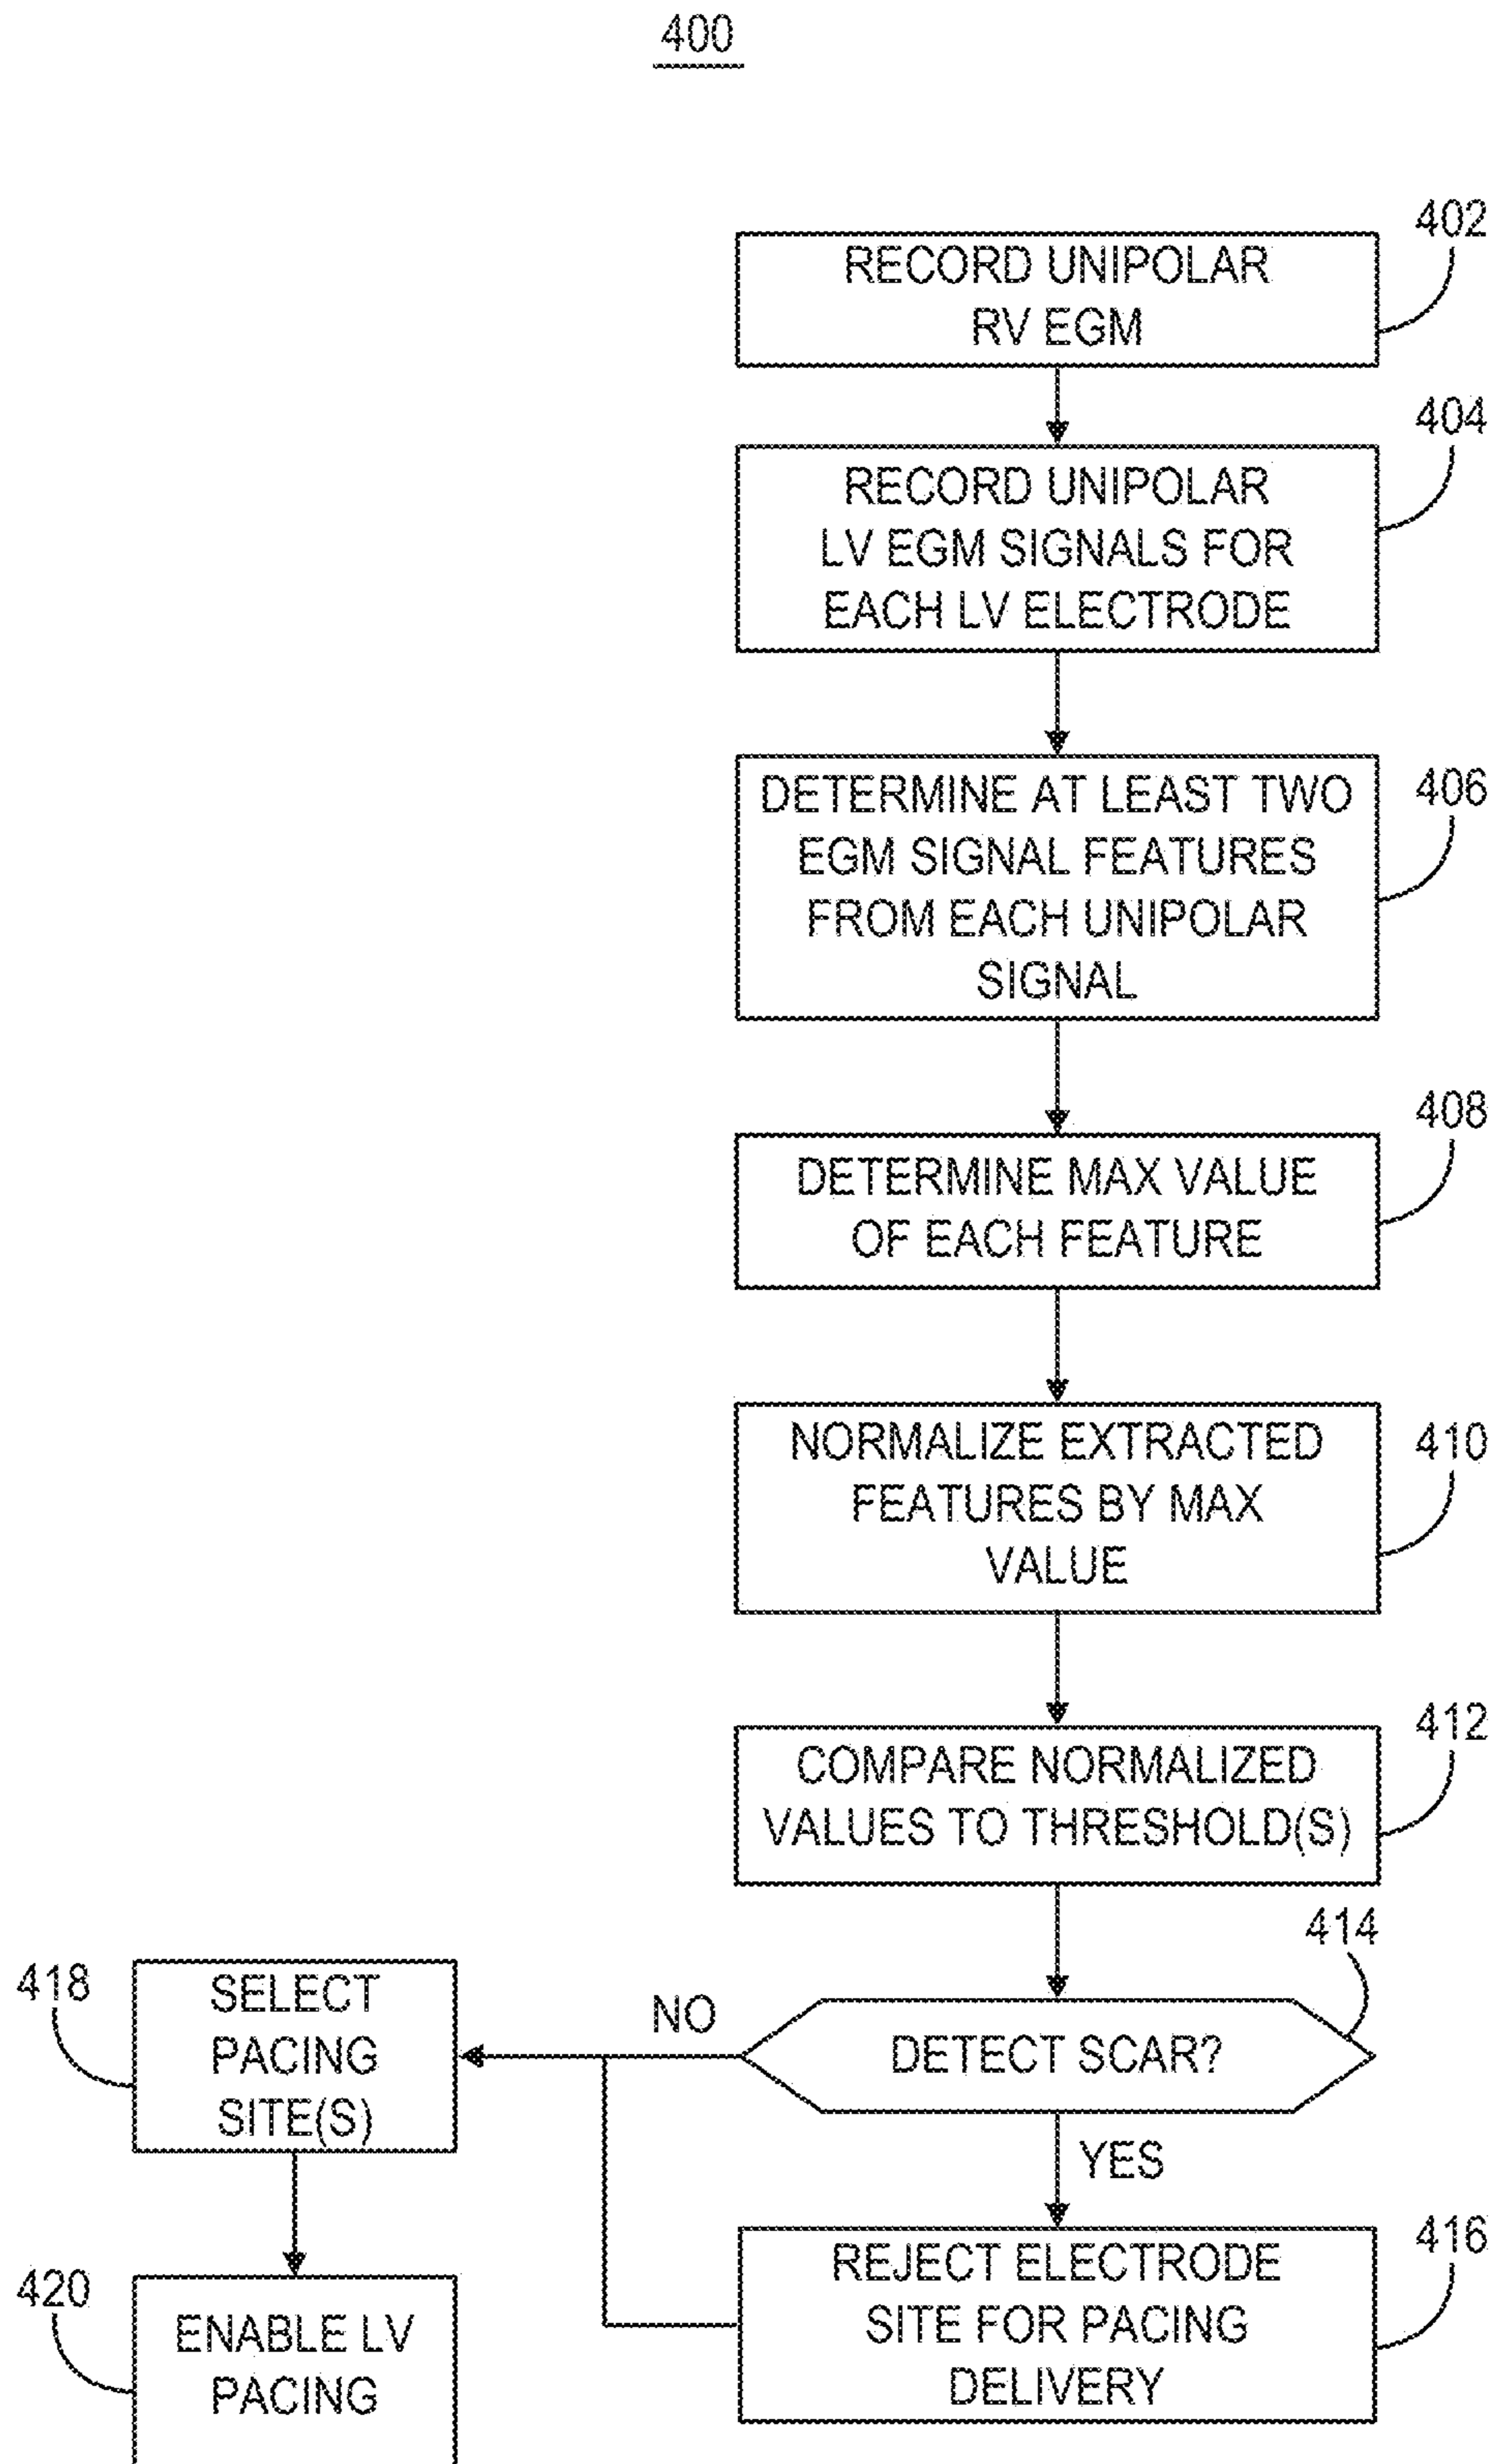 400
RECORD UNIPOLAR
RV EGM
402
RECORD UNIPOLAR
LV EGM SIGNALS FOR
EACH LV ELECTRODE
404
DETERMINE AT LEAST TWO
EGM SIGNAL FEATURES
FROM EACH UNIPOLAR
SIGNAL
406
DETERMINE MAX VALUE
OF EACH FEATURE
408
NORMALIZE EXTRACTED
FEATURES BY MAX
VALUE
410
COMPARE NORMALIZED
VALUES TO THRESHOLD(S)
412
DETECT SCAR?
414
NO
YES
SELECT
PACING
SITE(S)
418
REJECT ELECTRODE
SITE FOR PACING
DELIVERY
416
ENABLE LV
PACING
420